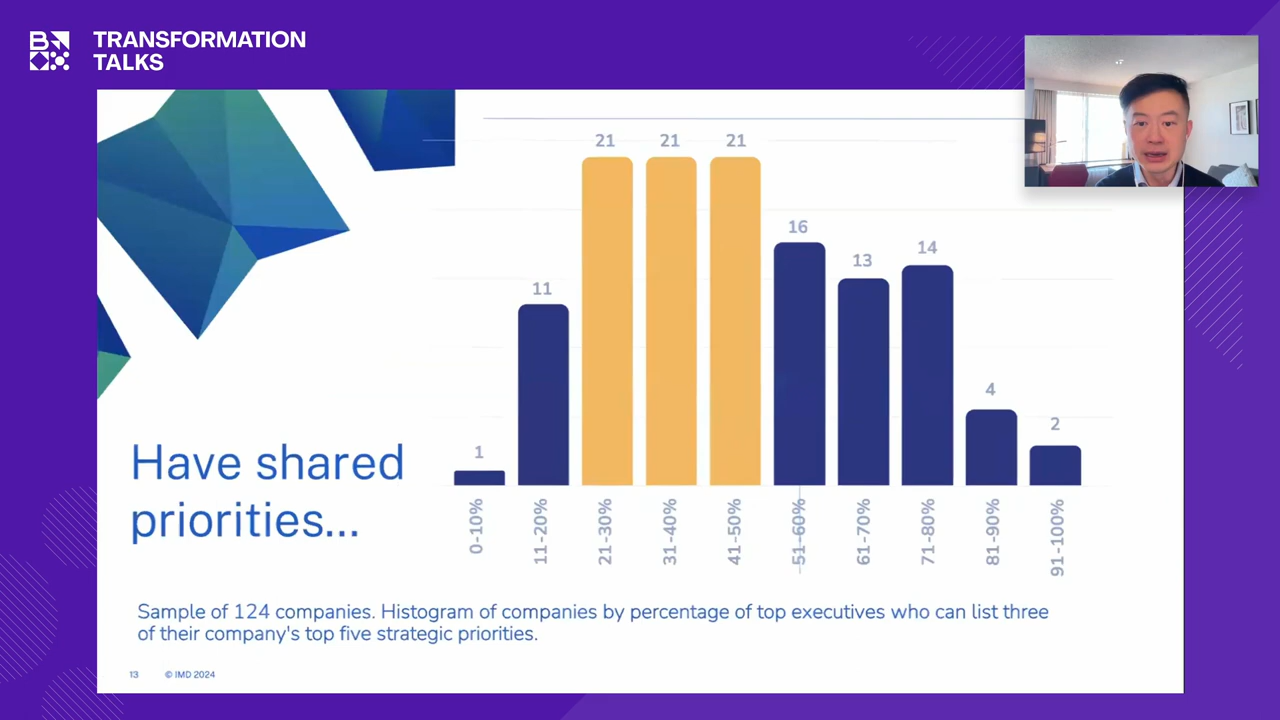 TRANSFORMATION
TALKS
21 21 21
16
14
13
11
4
2
1
0-10% 11-20% 21-30% 31-40% 41-50% 51-60% 61-70% 71-80% 81-90% 91-100%
Have shared
priorities...
Sample of 124 companies. Histogram of companies by percentage of top executives who can list three
of their company's top five strategic priorities.
13 © IMD 2024